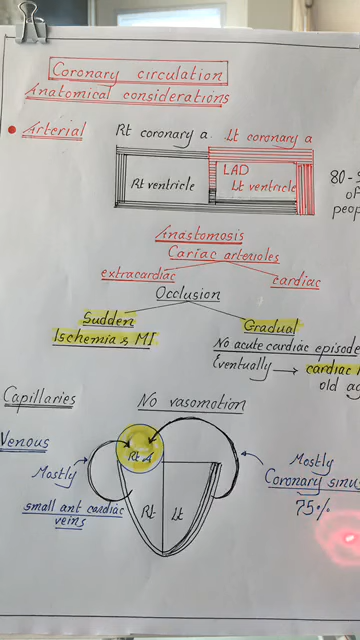 Coronary circulation
Anatomical considerations
Arterial
Rt coronary a
Lt coronary a
Rt ventricle
LAD
Lt ventricle
80-
of
Anastomosis
Cariac arterioles
extracardiac
cardiac
Occlusion
Sudden
Gradual
Ischemia & MI
No acute cardiac episode
Eventually → cardiac
old ag
Capillaries
No vasomotion
Venous
Rt A
Mostly
Mostly
Coronary sinus
75%
small ant cardiac
veins
Rt
Lt